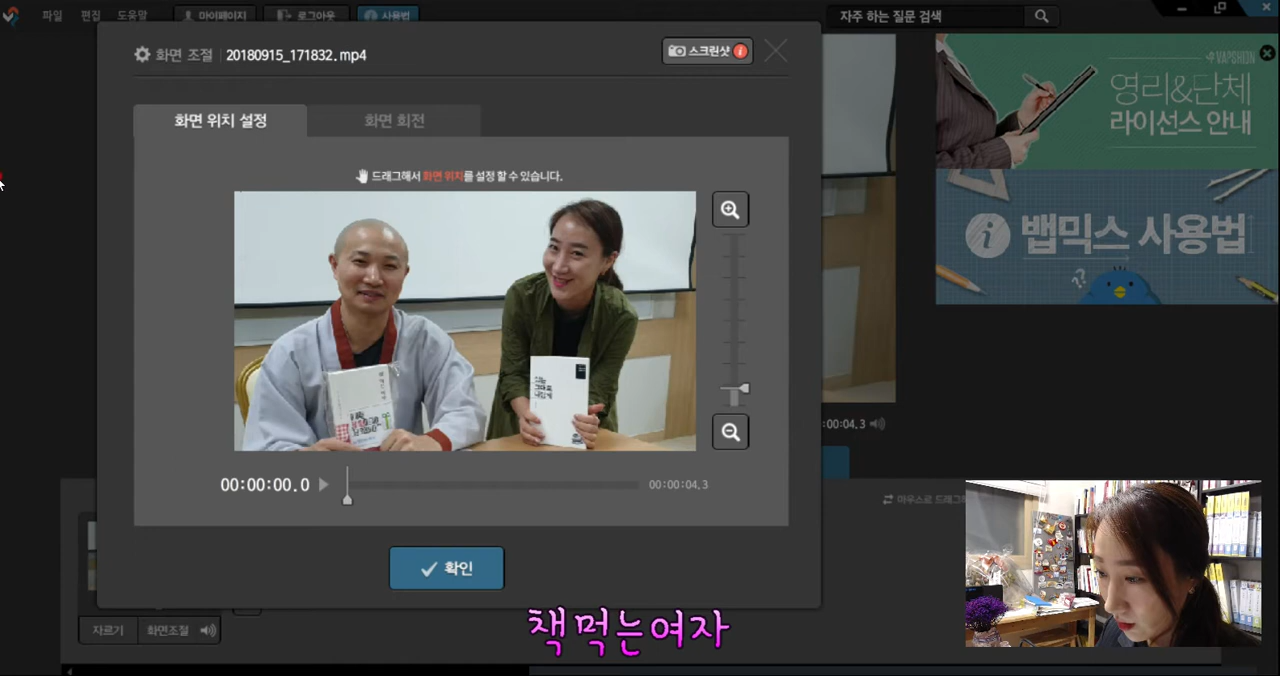 파일 편집 도움말 마이페이지 로그아웃 사용법
자주 하는 질문 검색
화면 조절 20180915_171832.mp4 스크린샷
화면 위치 설정 화면 회전
드래그해서 화면 위치를 설정 할 수 있습니다.
VAPSHION
영리&단체
라이선스 안내
뱁믹스 사용법
??
00:00:00.0 00:00:04.3
:00:04.3
마우스로 드래그
확인
자르기 화면조절
책먹는여자